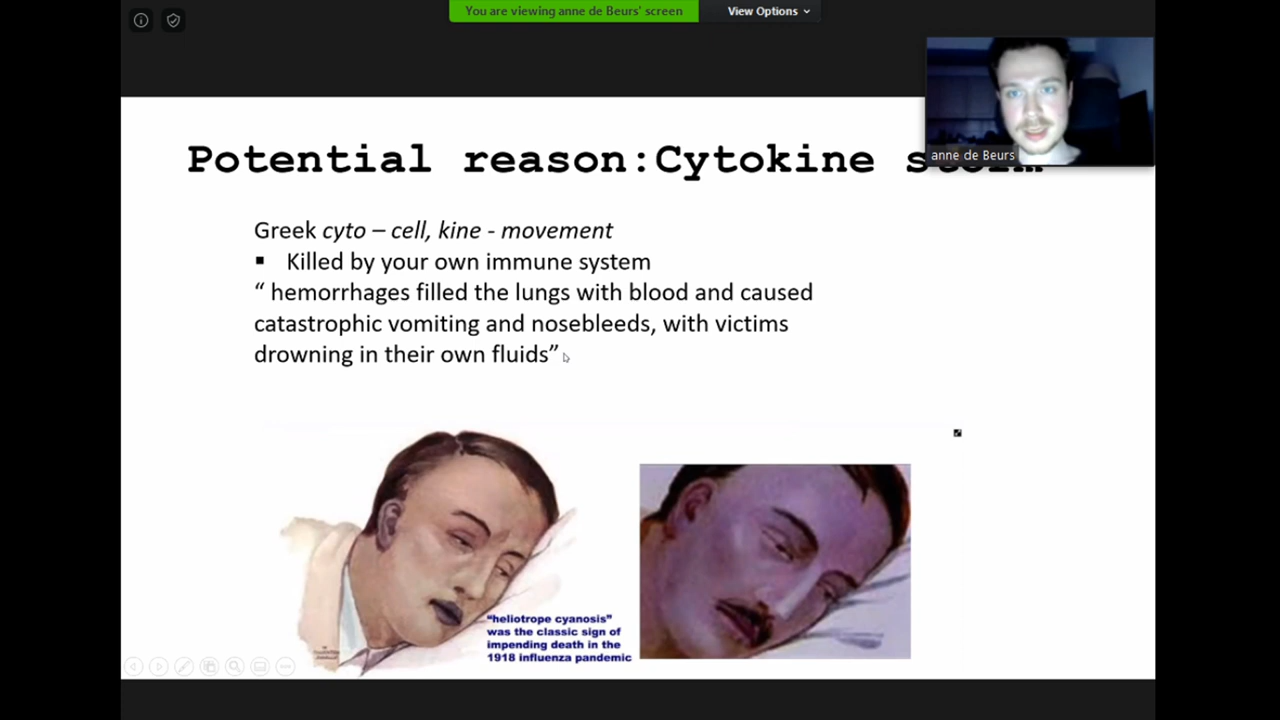 You are viewing anne de Beurs' screen
View Options
anne de Beurs
Potential reason:Cytokine storm
Greek cyto – cell, kine - movement
▪ Killed by your own immune system
“ hemorrhages filled the lungs with blood and caused
catastrophic vomiting and nosebleeds, with victims
drowning in their own fluids”
“heliotrope cyanosis”
was the classic sign of
impending death in the
1918 influenza pandemic